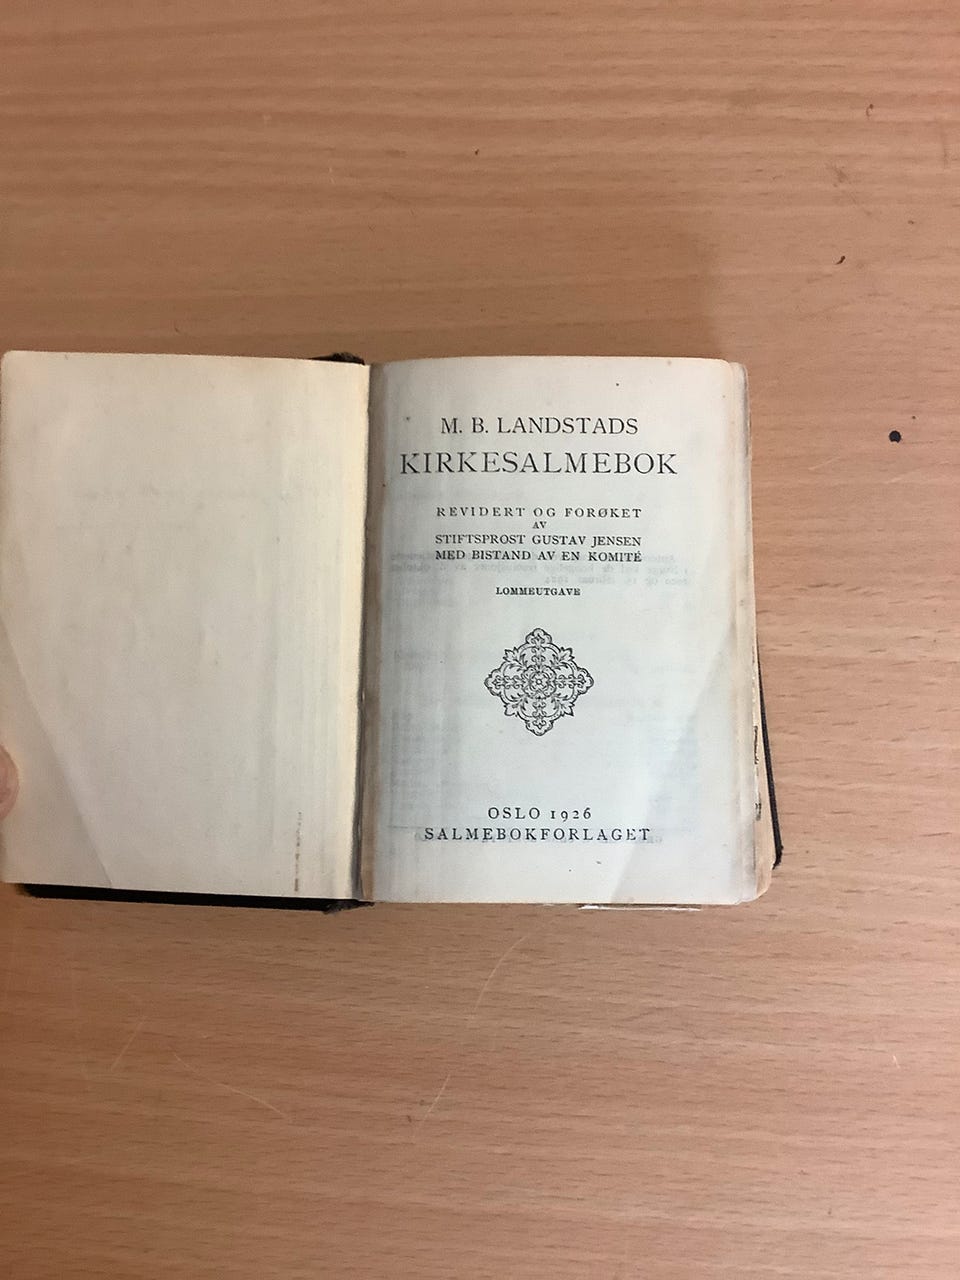 M. B. LANDSTADS
KIRKESALMEBOK
REVIDERT OG FORØKET
AV
STIFTSPROST GUSTAV JENSEN
MED BISTAND AV EN KOMITÉ
LOMMEUTGAVE
OSLO 1926
SALMEBOKFORLAGET